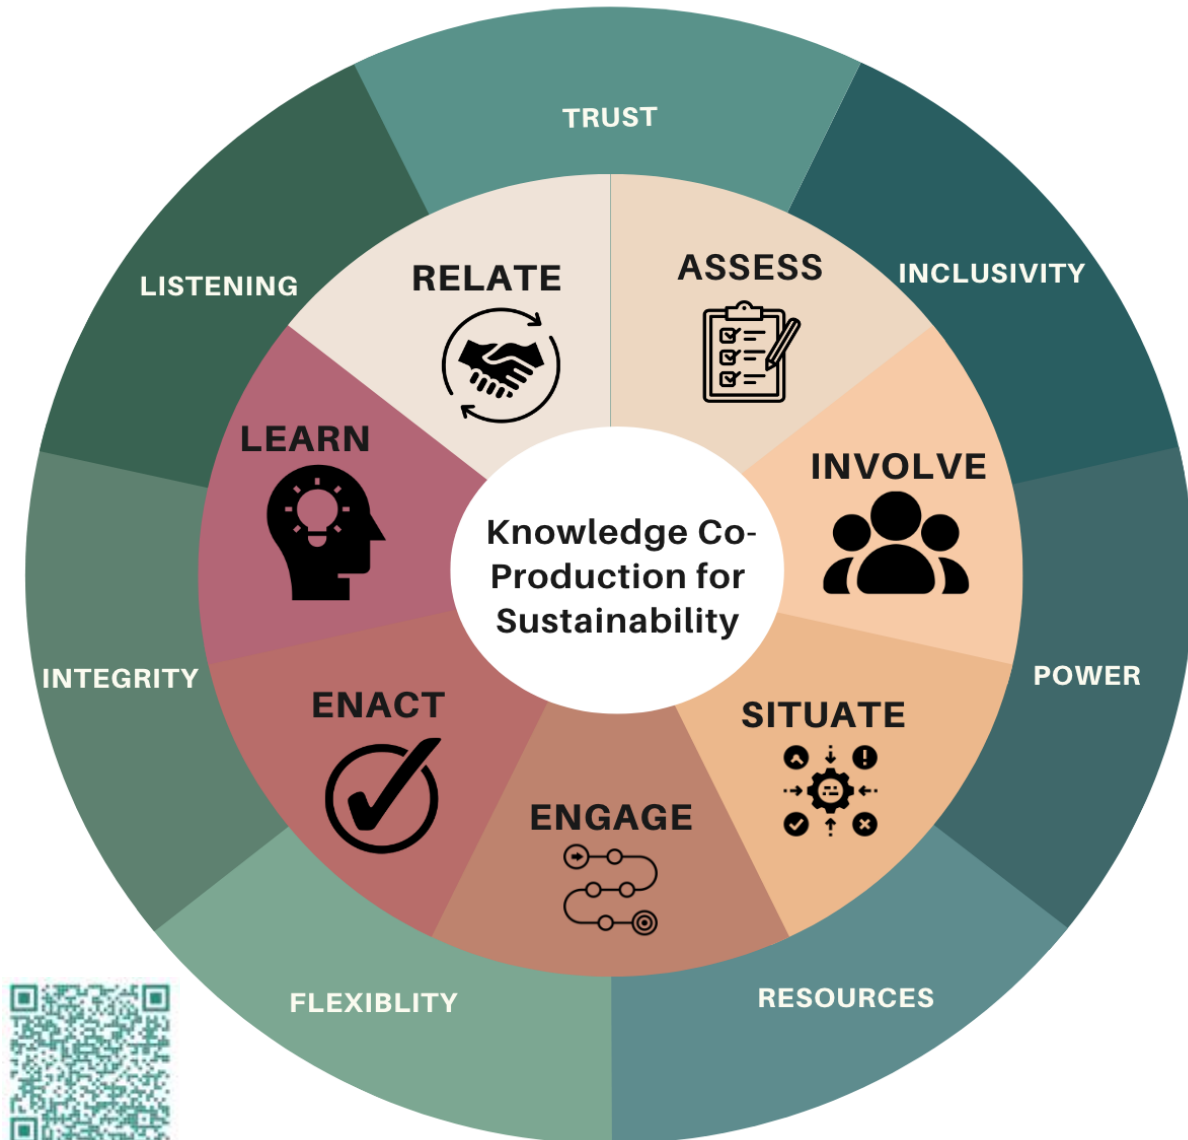 TRUST
INCLUSIVITY
POWER
RESOURCES
FLEXIBLITY
INTEGRITY
LISTENING
RELATE
ASSESS
INVOLVE
SITUATE
ENGAGE
ENACT
LEARN
Knowledge Co-
Production for
Sustainability